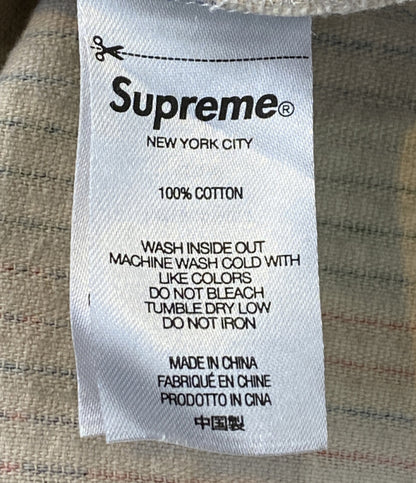 Supreme®
NEW YORK CITY
100% COTTON
WASH INSIDE OUT
MACHINE WASH COLD WITH
LIKE COLORS
DO NOT BLEACH
TUMBLE DRY LOW
DO NOT IRON
MADE IN CHINA
FABRIQUÉ EN CHINE
PRODOTTO IN CINA
中国製